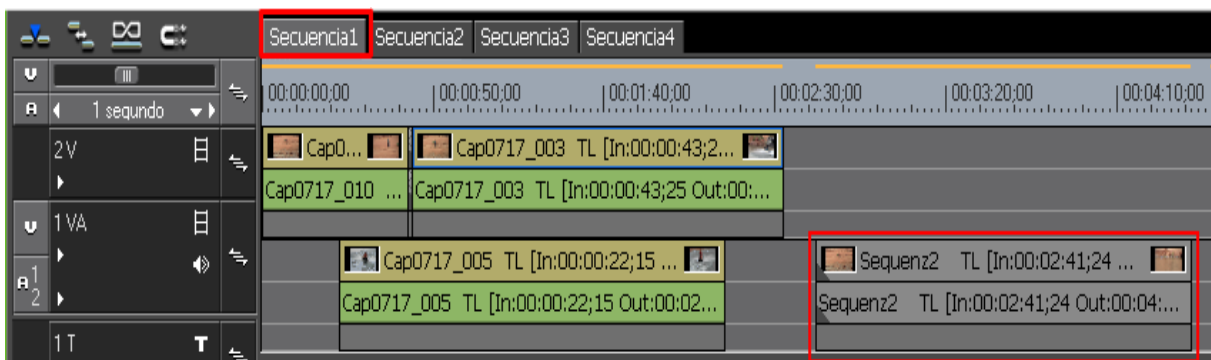 Secuencia1 Secuencia2 Secuencia3 Secuencia4
U
A 1 segundo
00:00:00;00 00:00:50;00 00:01:40;00 00:02:30;00 00:03:20;00 00:04:10;00
2V
Cap0... Cap0717_003 TL [In:00:00:43;2...
Cap0717_010 ... Cap0717_003 TL [In:00:00:43;25 Out:00:...
U 1VA
A 1 2
Cap0717_005 TL [In:00:00:22;15 ... Sequenz2 TL [In:00:02:41;24 ...
Cap0717_005 TL [In:00:00:22;15 Out:00:02... Sequenz2 TL [In:00:02:41;24 Out:00:04:...
1T T